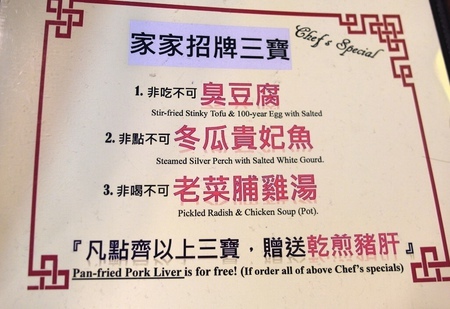 家家招牌三寶
Chef's Special
1. 非吃不可 臭豆腐
Stir-fried Stinky Tofu & 100-year Egg with Salted
2. 非點不可 冬瓜貴妃魚
Steamed Silver Perch with Salted White Gourd.
3. 非喝不可 老菜脯雞湯
Pickled Radish & Chicken Soup (Pot).
『凡點齊以上三寶，贈送乾煎豬肝』
Pan-fried Pork Liver is for free! (If order all of above Chef's specials)